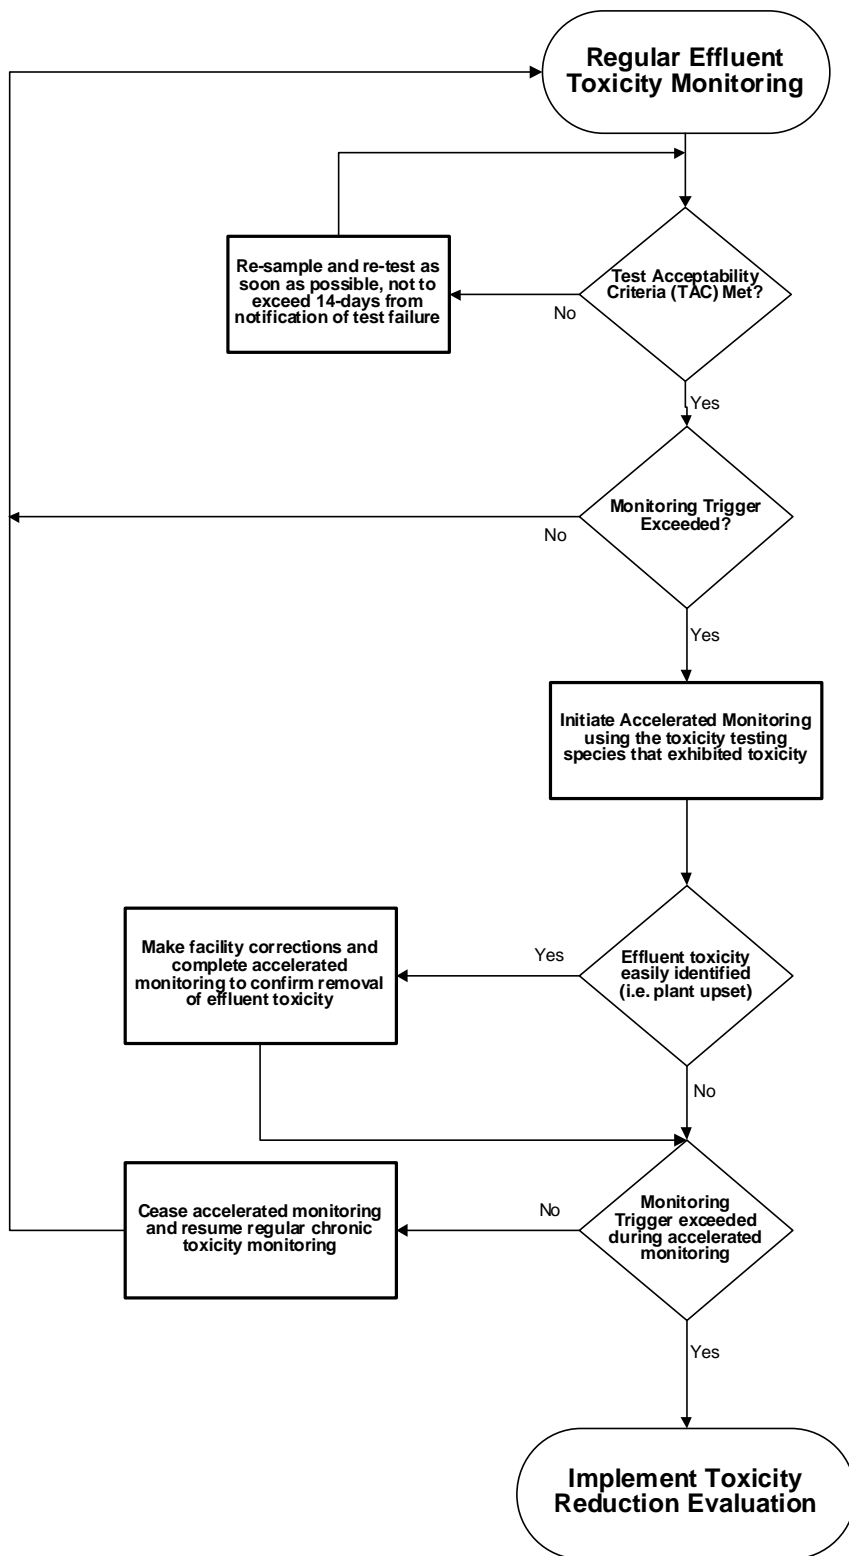 Regular Effluent
Toxicity Monitoring
Test Acceptability
Criteria (TAC) Met?
No
Re-sample and re-test as
soon as possible, not to
exceed 14-days from
notification of test failure
Yes
Monitoring Trigger
Exceeded?
No
Yes
Initiate Accelerated Monitoring
using the toxicity testing
species that exhibited toxicity
Effluent toxicity
easily identified
(i.e. plant upset)
Yes
Make facility corrections and
complete accelerated
monitoring to confirm removal
of effluent toxicity
No
Monitoring
Trigger exceeded
during accelerated
monitoring
No
Cease accelerated monitoring
and resume regular chronic
toxicity monitoring
Yes
Implement Toxicity
Reduction Evaluation